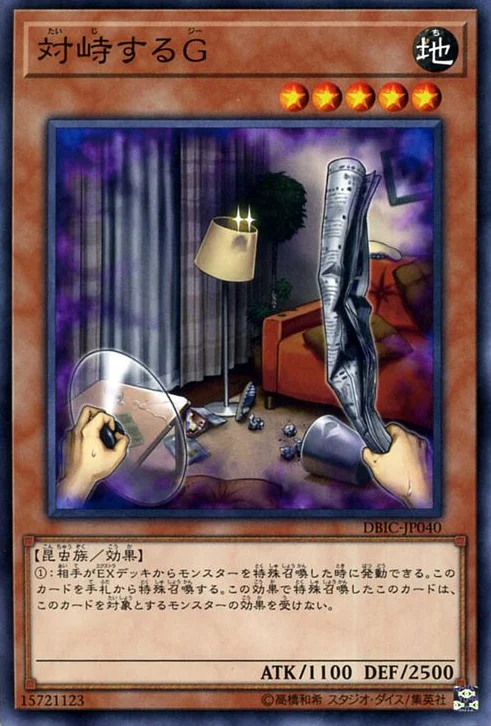 対峙するG
地
DBIC-JP040
【昆虫族/効果】
①:相手がEXデッキからモンスターを特殊召喚した時に発動できる。この
カードを手札から特殊召喚する。この効果で特殊召喚したこのカードは、
このカードを対象とするモンスターの効果を受けない。
ATK/1100 DEF/2500
15721123 ©高橋和希 スタジオ・ダイス/集英社